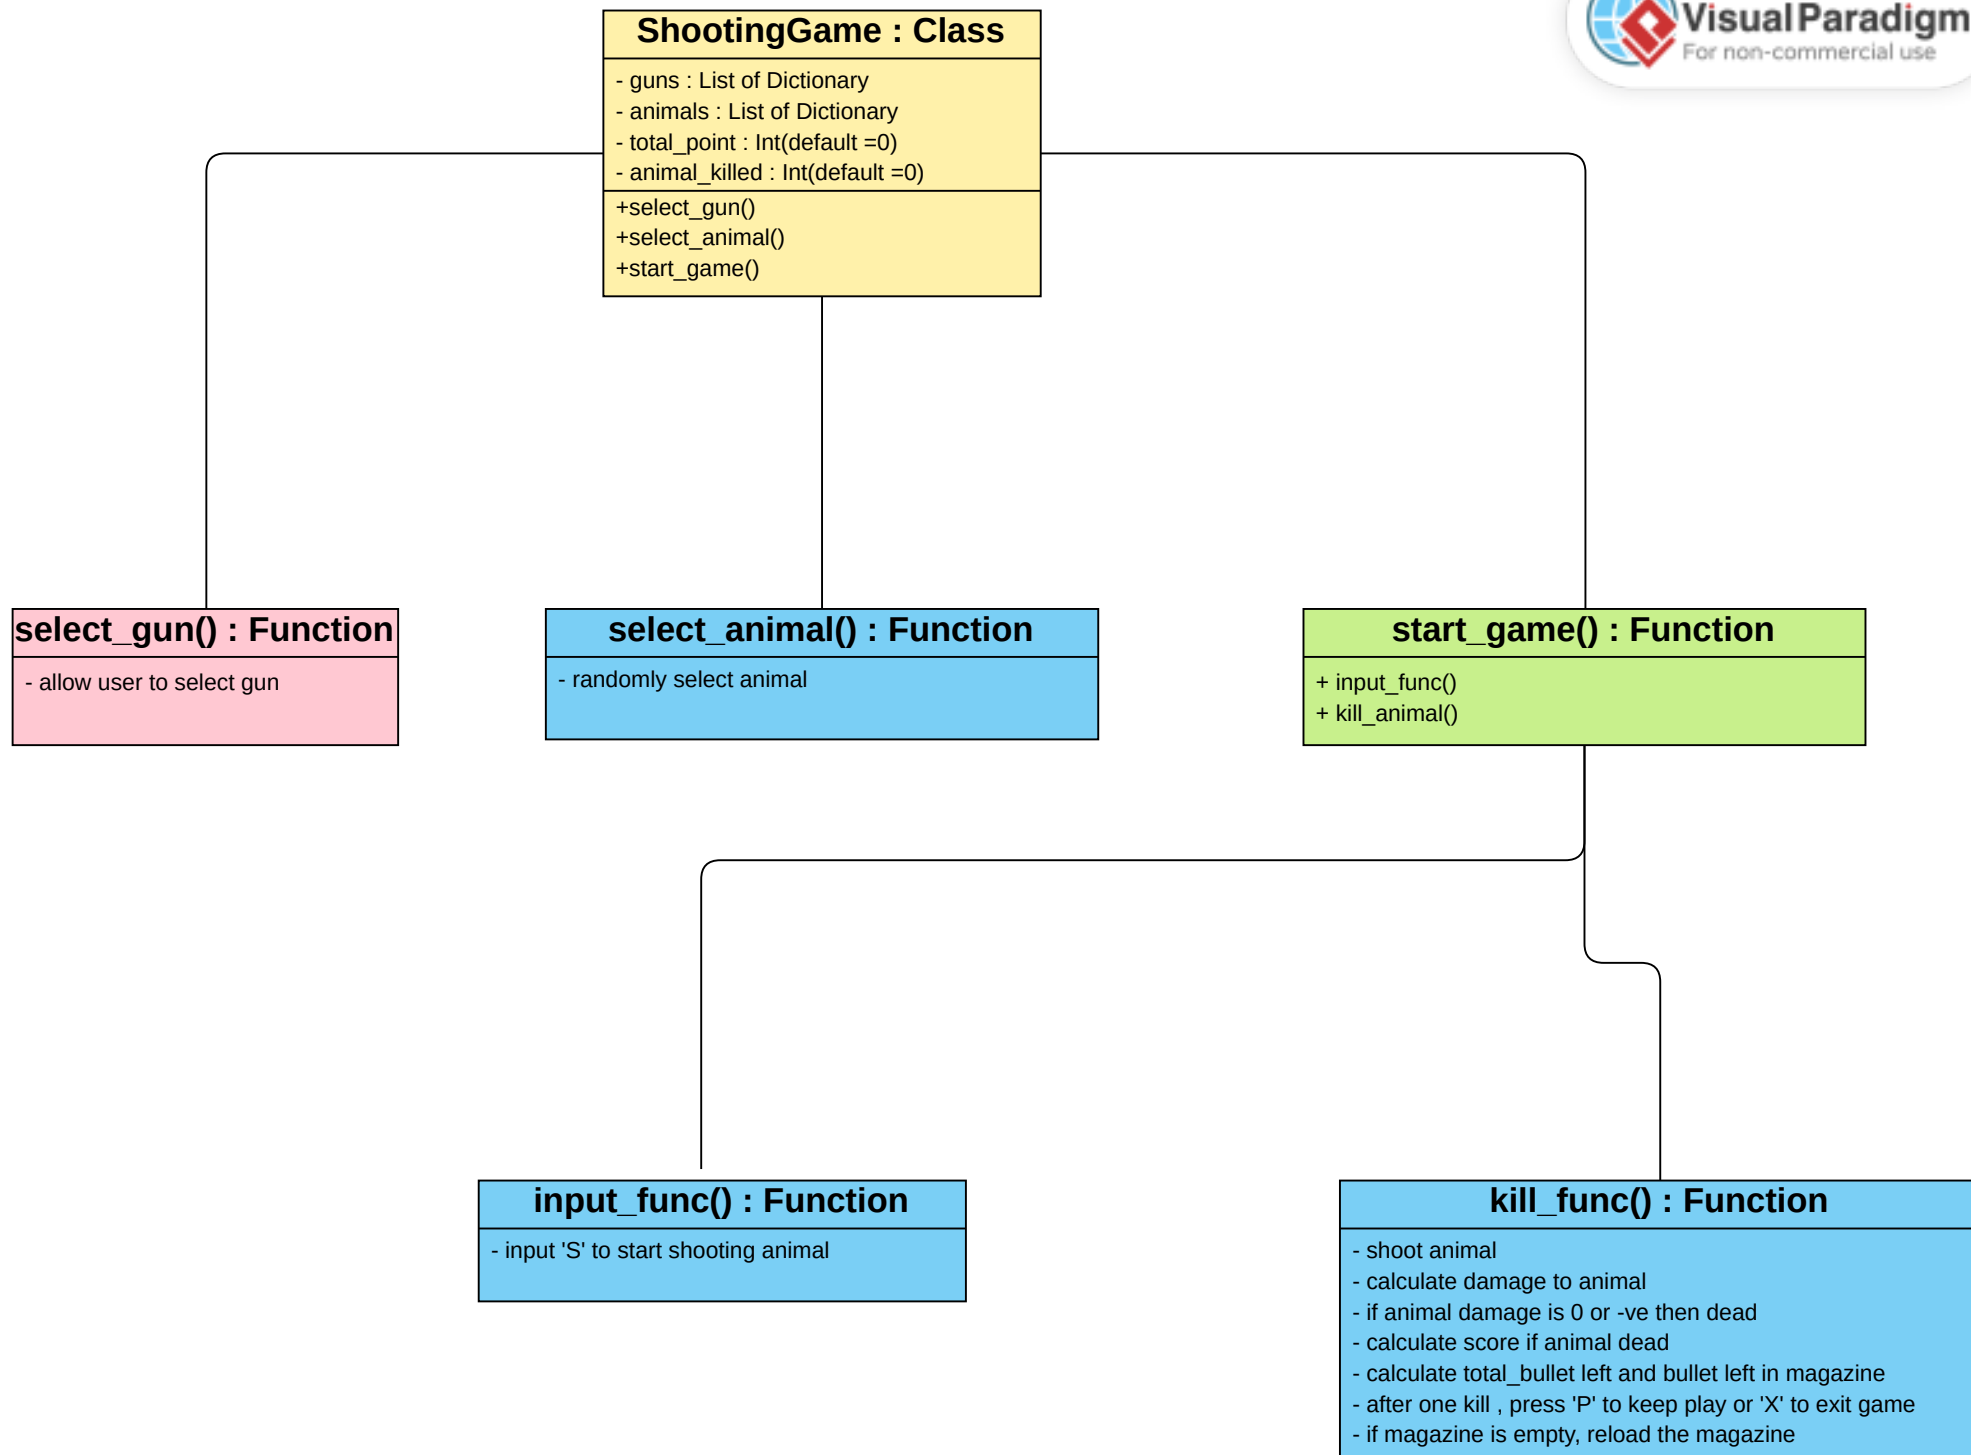 ShootingGame : Class
- guns : List of Dictionary
- animals : List of Dictionary
- total_point : Int(default =0)
- animal_killed : Int(default =0)
+select_gun()
+select_animal()
+start_game()
Visual Paradigm
For non-commercial use
select_gun() : Function
- allow user to select gun
select_animal() : Function
- randomly select animal
start_game() : Function
+ input_func()
+ kill_animal()
input_func() : Function
- input 'S' to start shooting animal
kill_func() : Function
- shoot animal
- calculate damage to animal
- if animal damage is 0 or -ve then dead
- calculate score if animal dead
- calculate total_bullet left and bullet left in magazine
- after one kill , press 'P' to keep play or 'X' to exit game
- if magazine is empty, reload the magazine